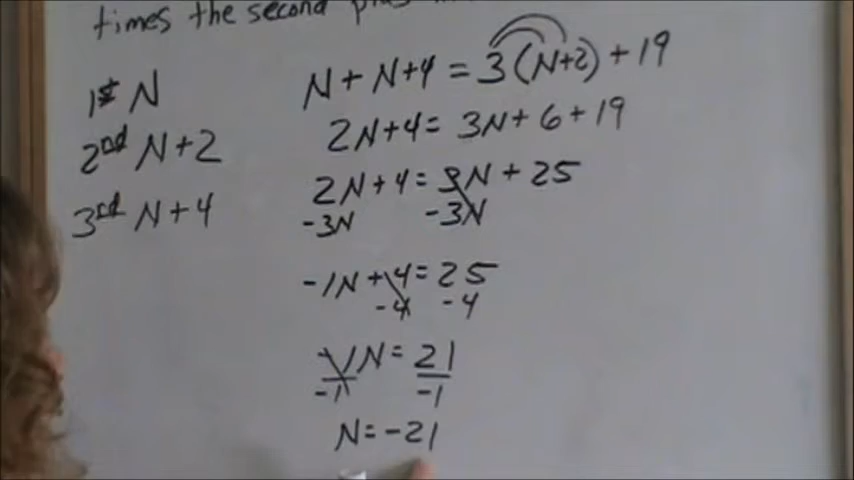 times the second plus
1st N
2nd N+2
3rd N+4
N + N+4 = 3(N+2) + 19
2N+4 = 3N + 6 + 19
2N+4 = 3N + 25
-3N -3N
-1N + 4 = 25
-4 -4
-1N = 21
-1 -1
N = -21